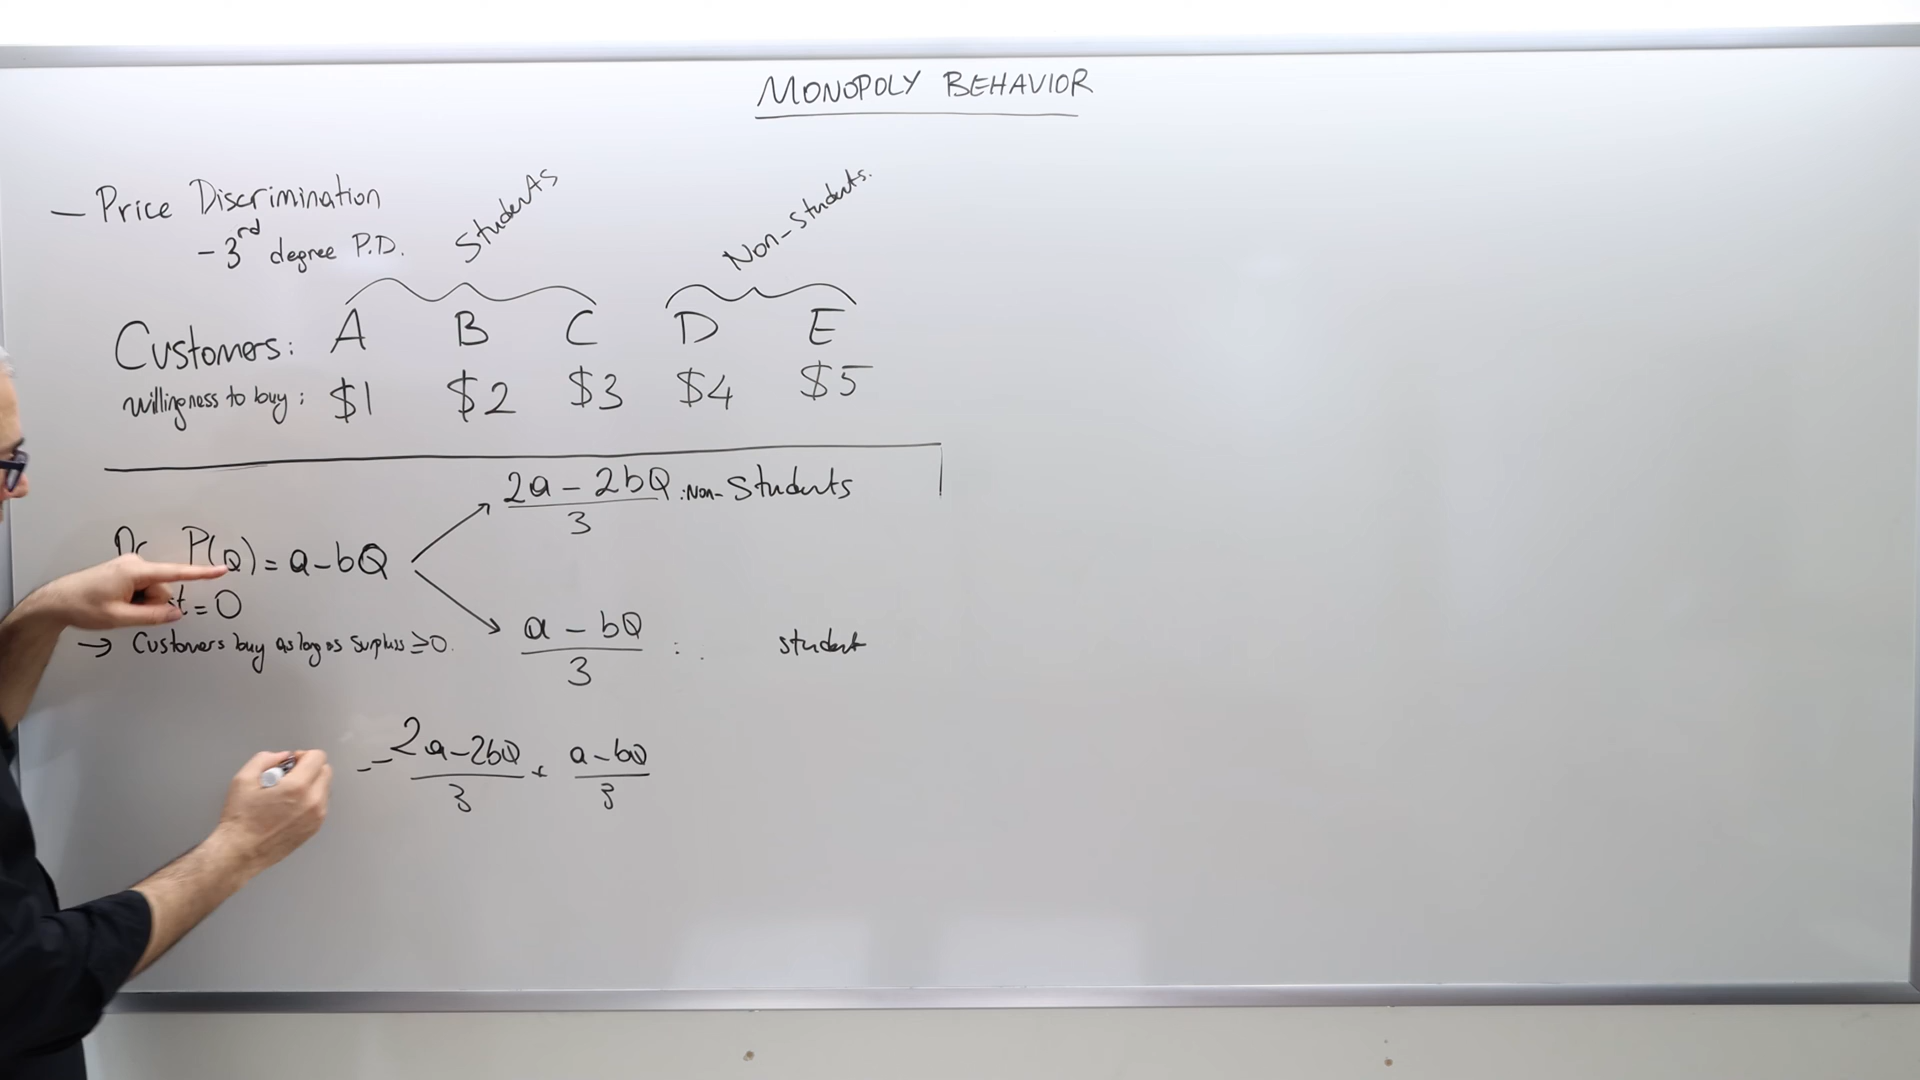 MONOPOLY BEHAVIOR
— Price Discrimination
- 3rd degree P.D.
Students
Non-Students.
Customers: A B C D E
willingness to buy: $1 $2 $3 $4 $5
2a - 2bQ / 3 : Non-Students
P(Q) = a - bQ
t = 0
→ Customers buy as long as Surpluss ≥ 0.
a - bQ / 3 : student
2a - 2bQ / 3 + a - bQ / 3